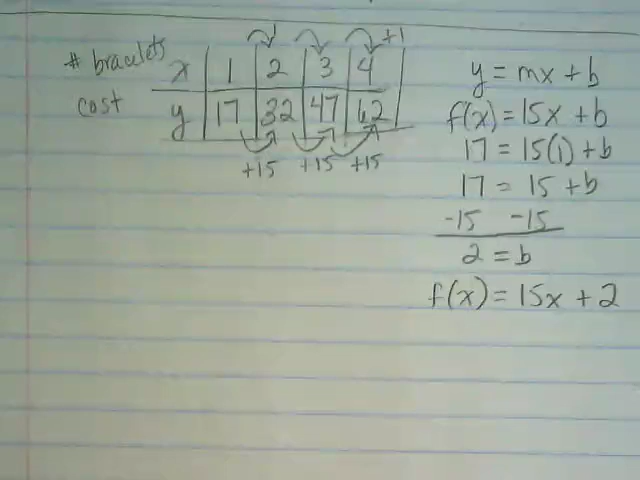 +1
# bracelets x 1 2 3 4
cost y 17 32 47 62
+15 +15 +15
y = mx + b
f(x) = 15x + b
17 = 15(1) + b
17 = 15 + b
-15 -15
2 = b
f(x) = 15x + 2